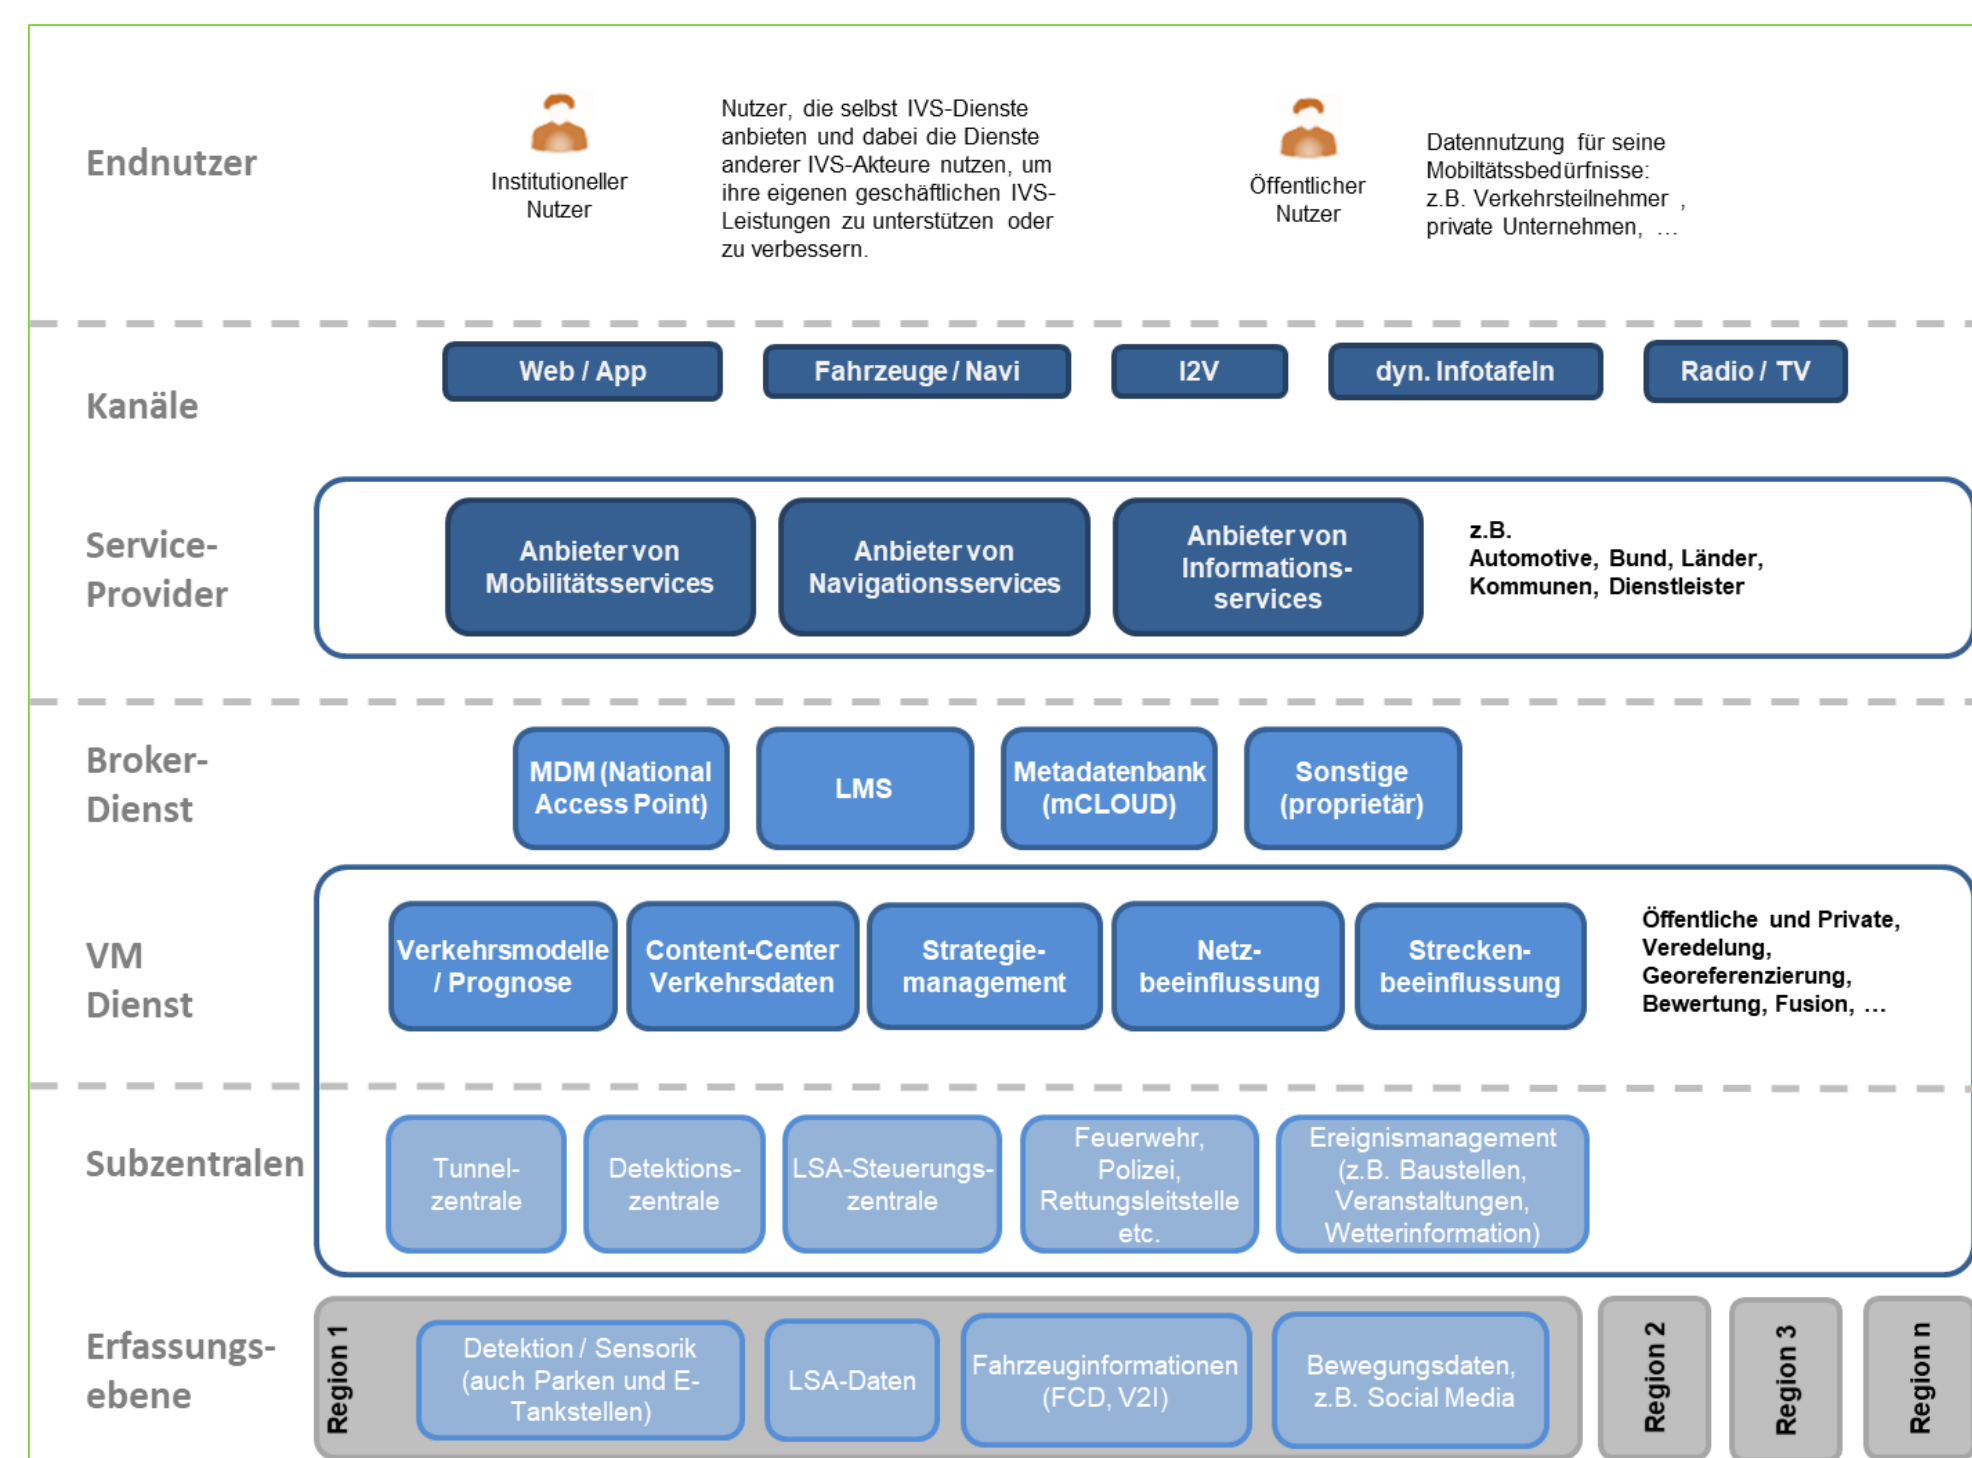 Endnutzer
Institutioneller
Nutzer
Nutzer, die selbst IVS-Dienste
anbieten und dabei die Dienste
anderer IVS-Akteure nutzen, um
ihre eigenen geschäftlichen IVS-
Leistungen zu unterstützen oder
zu verbessern.
Öffentlicher
Nutzer
Datennutzung für seine
Mobiltätssbedürfnisse:
z.B. Verkehrsteilnehmer ,
private Unternehmen, …
Kanäle
Web / App
Fahrzeuge / Navi
I2V
dyn. Infotafeln
Radio / TV
Service-
Provider
Anbieter von
Mobilitätsservices
Anbieter von
Navigationsservices
Anbieter von
Informations-
services
z.B.
Automotive, Bund, Länder,
Kommunen, Dienstleister
Broker-
Dienst
MDM (National
Access Point)
LMS
Metadatenbank
(mCLOUD)
Sonstige
(proprietär)
VM
Dienst
Verkehrsmodelle
/ Prognose
Content-Center
Verkehrsdaten
Strategie-
management
Netz-
beeinflussung
Strecken-
beeinflussung
Öffentliche und Private,
Veredelung,
Georeferenzierung,
Bewertung, Fusion, …
Subzentralen
Tunnel-
zentrale
Detektions-
zentrale
LSA-Steuerungs-
zentrale
Feuerwehr,
Polizei,
Rettungsleitstelle
etc.
Ereignismanagement
(z.B. Baustellen,
Veranstaltungen,
Wetterinformation)
Erfassungs-
ebene
Region 1
Detektion / Sensorik
(auch Parken und E-
Tankstellen)
LSA-Daten
Fahrzeuginformationen
(FCD, V2I)
Bewegungsdaten,
z.B. Social Media
Region 2
Region 3
Region n